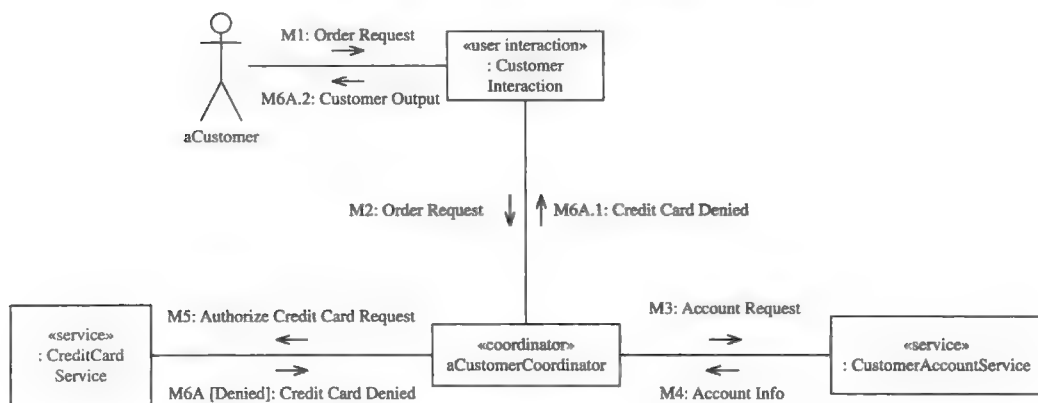 M1: Order Request
«user interaction»
: Customer
Interaction
M6A.2: Customer Output
aCustomer
M2: Order Request
M6A.1: Credit Card Denied
M5: Authorize Credit Card Request
M3: Account Request
«service»
: CreditCard
Service
«coordinator»
aCustomerCoordinator
«service»
: CustomerAccountService
M6A [Denied]: Credit Card Denied
M4: Account Info